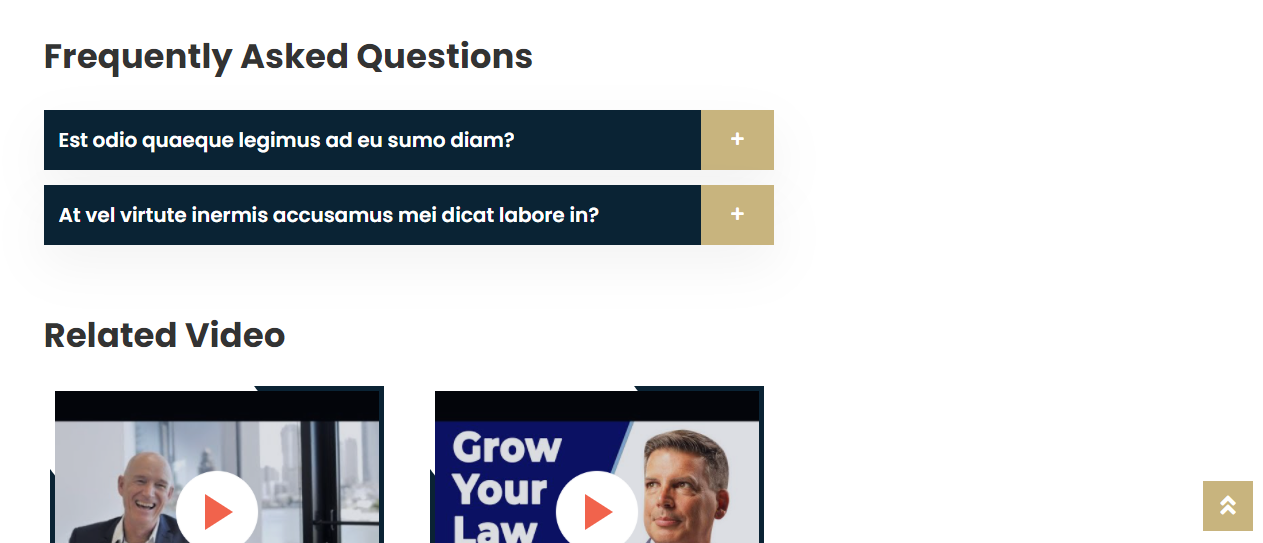 Frequently Asked Questions
Est odio quaeque legimus ad eu sumo diam?
+
At vel virtute inermis accusamus mei dicat labore in?
+
Related Video
Grow
Your
Law